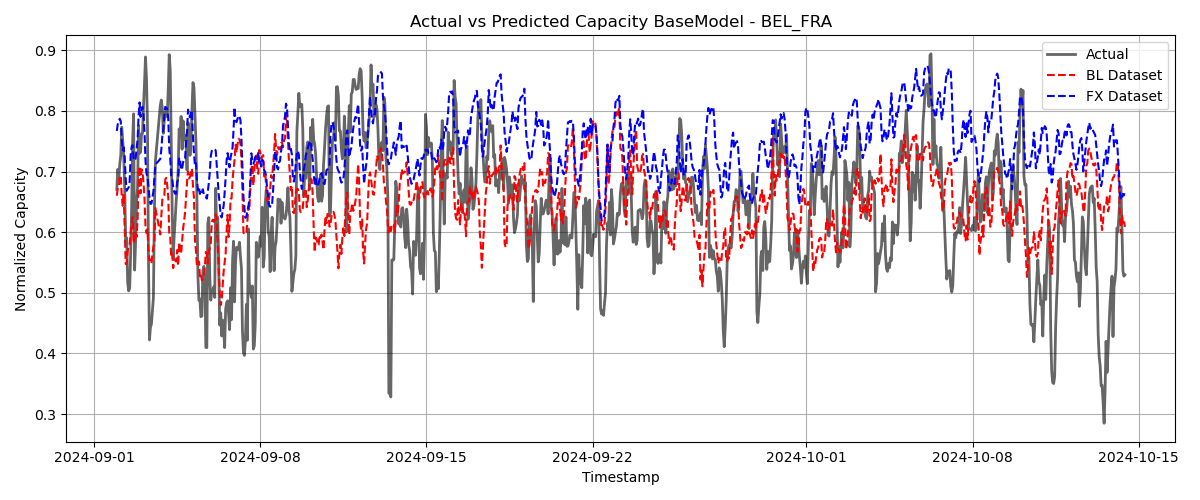 Actual vs Predicted Capacity BaseModel - BEL_FRA
Normalized Capacity
0.9
0.8
0.7
0.6
0.5
0.4
0.3
Actual
BL Dataset
FX Dataset
2024-09-01
2024-09-08
2024-09-15
2024-09-22
2024-10-01
2024-10-08
2024-10-15
Timestamp